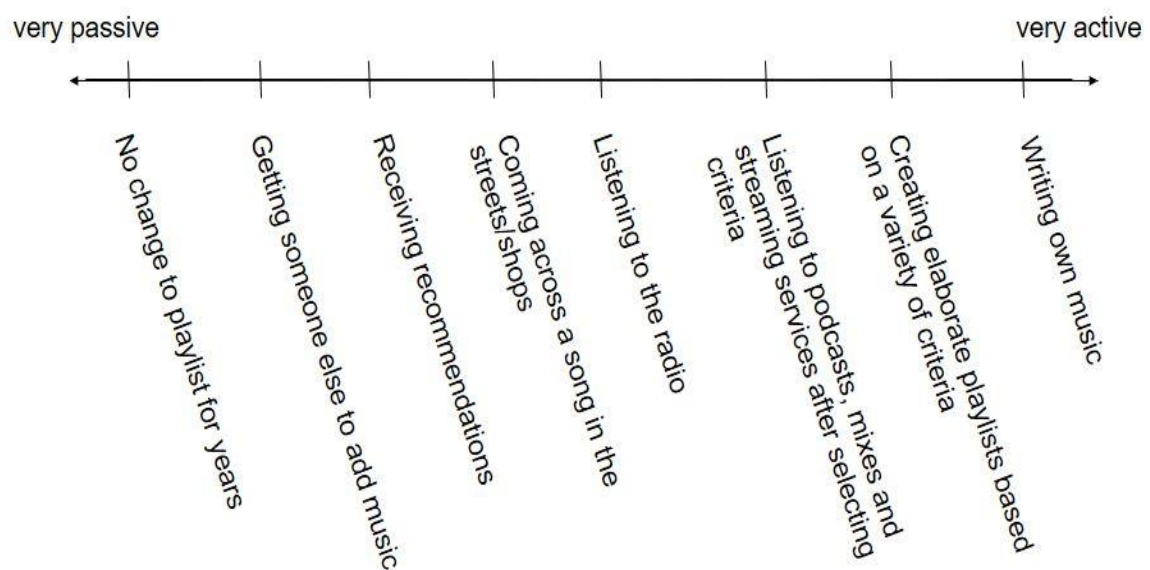 very passive
very active
No change to playlist for years
Getting someone else to add music
Receiving recommendations
Coming across a song in the
streets/shops
Listening to the radio
Listening to podcasts, mixes and
streaming services after selecting
criteria
Creating elaborate playlists based
on a variety of criteria
Writing own music